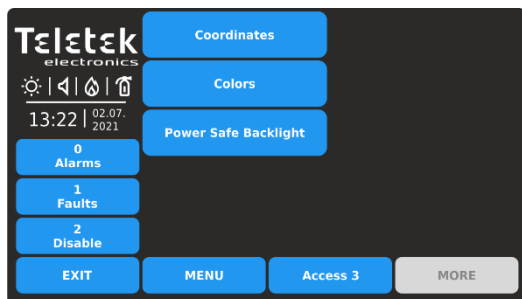 Tεlεtεk
electronics
13:22 | 02.07.
2021
0
Alarms
1
Faults
2
Disable
EXIT
Coordinates
Colors
Power Safe Backlight
MENU
Access 3
MORE